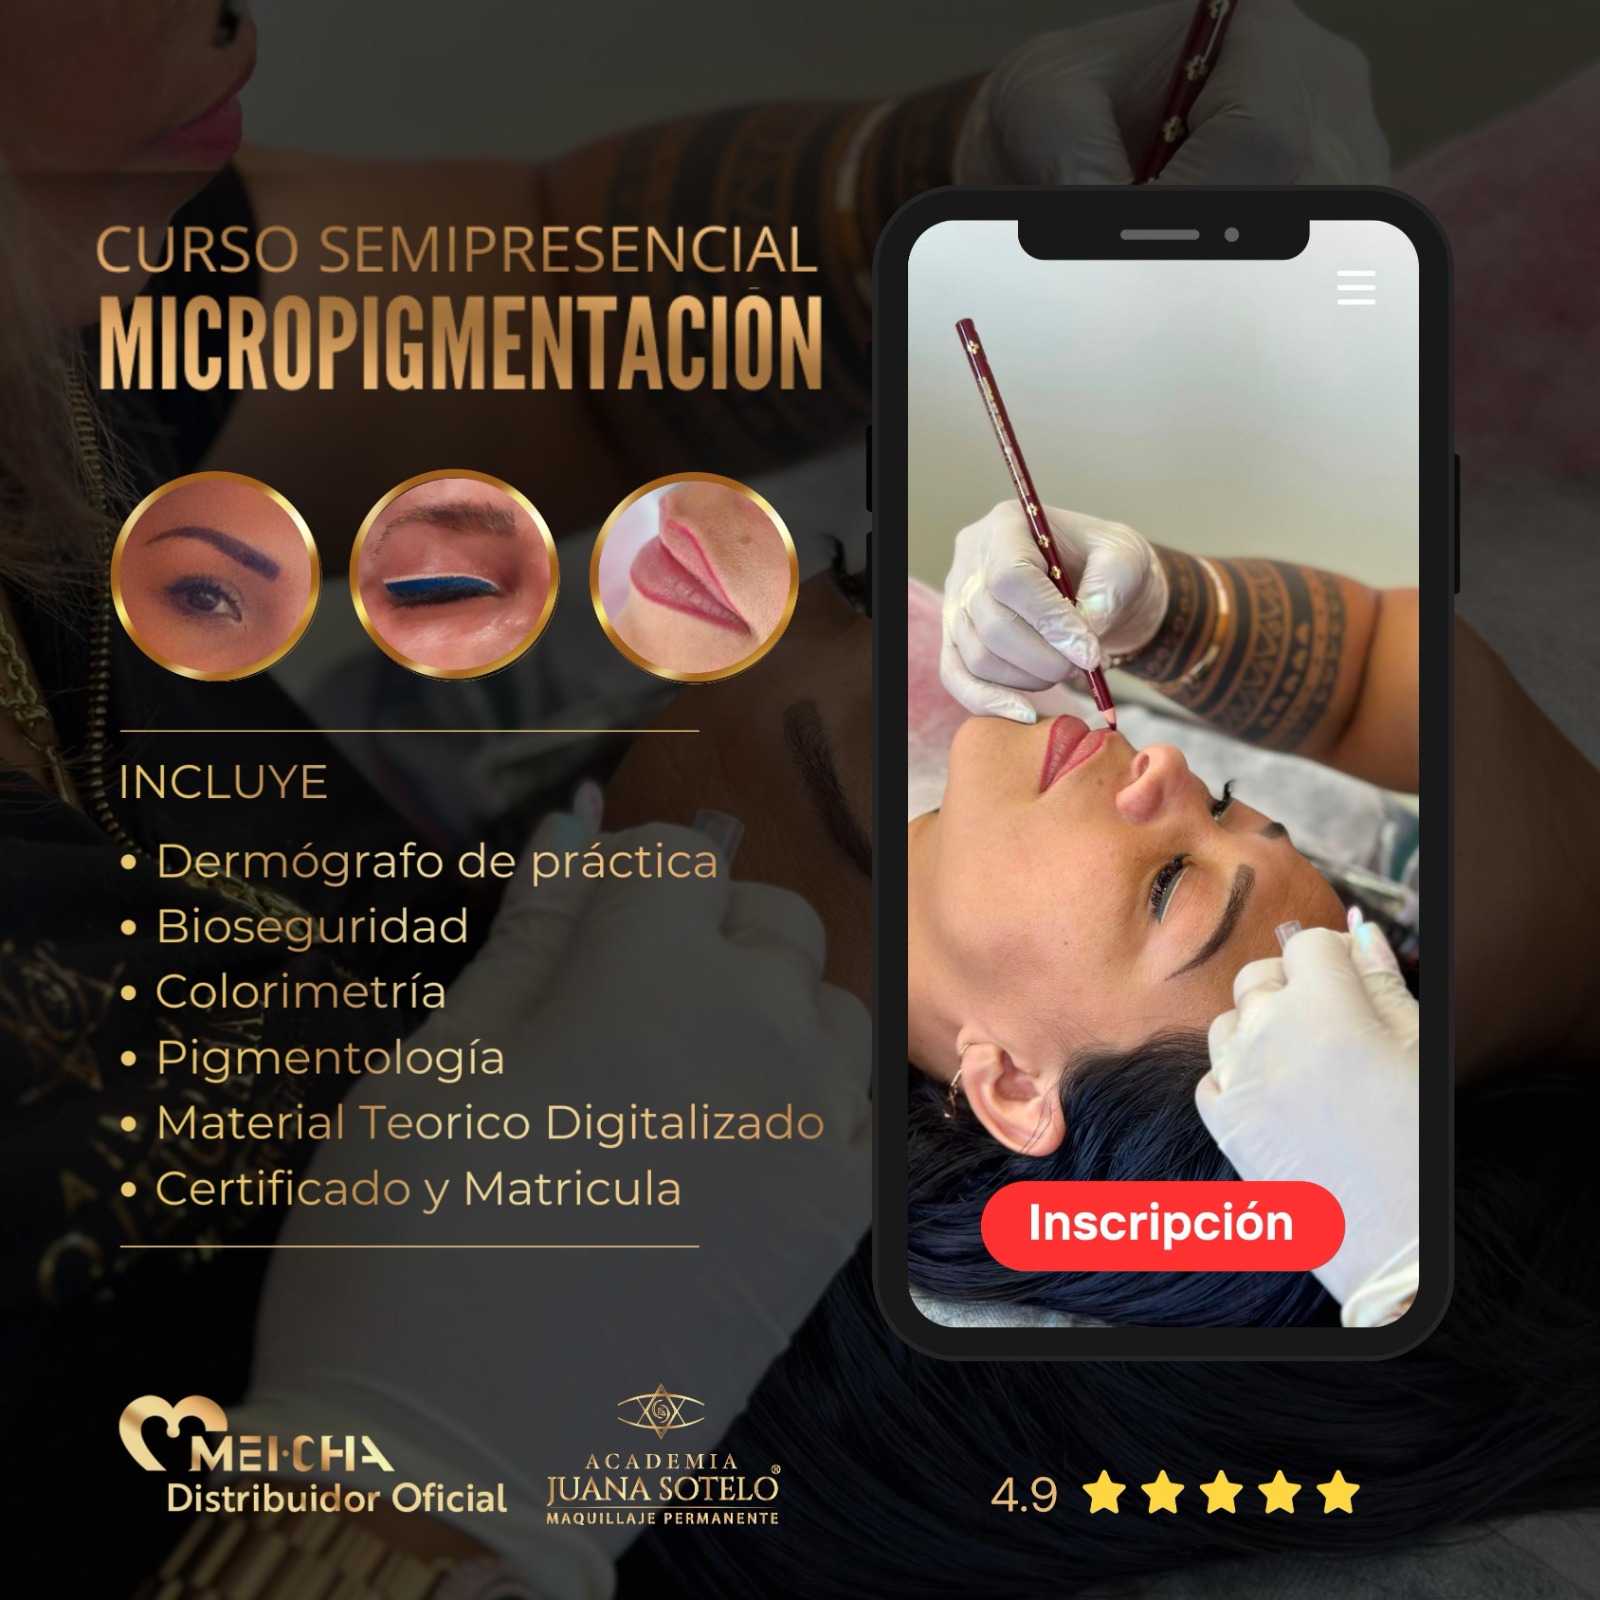 CURSO SEMIPRESENCIAL
MICROPIGMENTACIÓN
INCLUYE
• Dermógrafo de práctica
• Bioseguridad
• Colorimetría
• Pigmentología
• Material Teorico Digitalizado
• Certificado y Matricula
Inscripción
MEI·CHA
Distribuidor Oficial
ACADEMIA
JUANA SOTELO®
MAQUILLAJE PERMANENTE
4.9